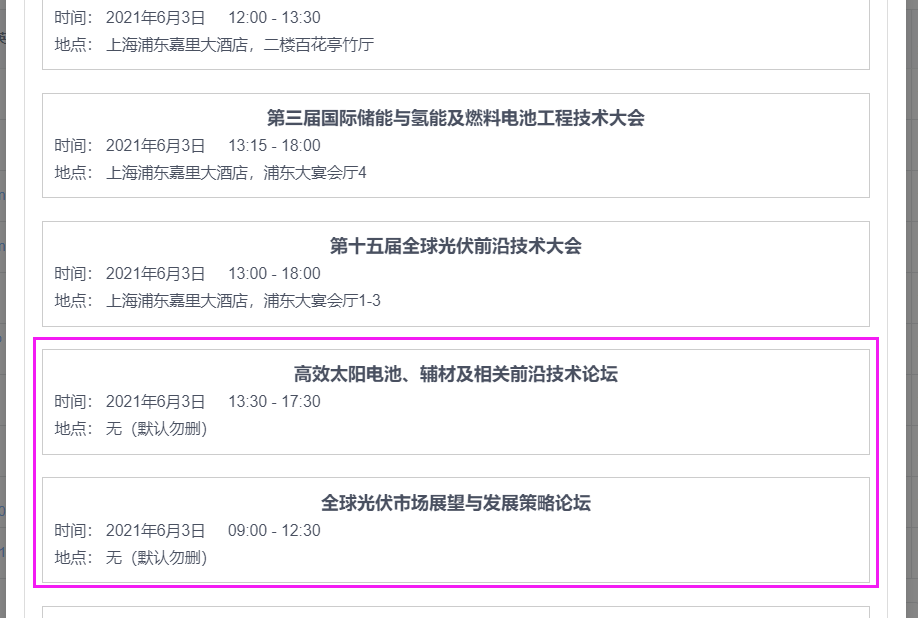 时间： 2021年6月3日 12:00 - 13:30
地点： 上海浦东嘉里大酒店，二楼百花亭竹厅
第三届国际储能与氢能及燃料电池工程技术大会
时间： 2021年6月3日 13:15 - 18:00
地点： 上海浦东嘉里大酒店，浦东大宴会厅4
第十五届全球光伏前沿技术大会
时间： 2021年6月3日 13:00 - 18:00
地点： 上海浦东嘉里大酒店，浦东大宴会厅1-3
高效太阳电池、辅材及相关前沿技术论坛
时间： 2021年6月3日 13:30 - 17:30
地点： 无（默认勿删）
全球光伏市场展望与发展策略论坛
时间： 2021年6月3日 09:00 - 12:30
地点： 无（默认勿删）